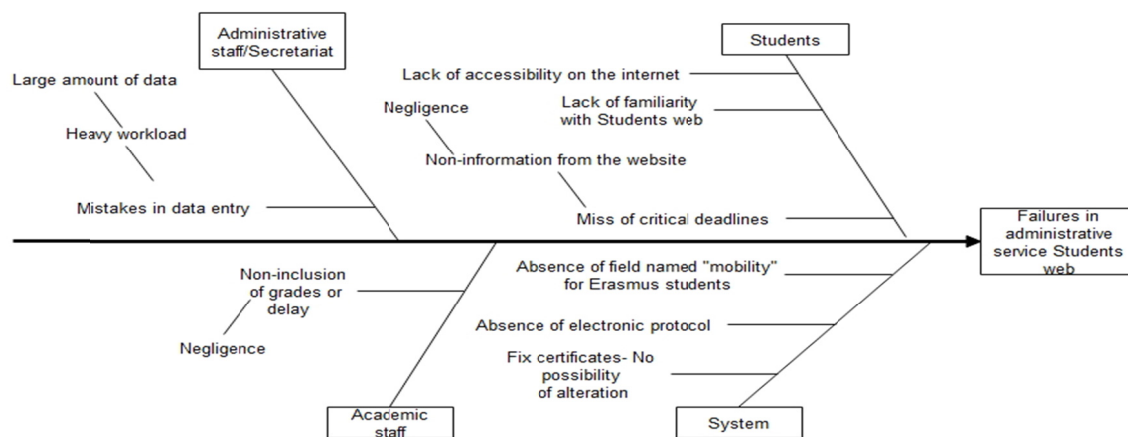 Administrative
staff/Secretariat
Large amount of data
Heavy workload
Mistakes in data entry
Students
Lack of accessibility on the internet
Negligence
Lack of familiarity
with Students web
Non-infromation from the website
Miss of critical deadlines
Failures in
administrative
service Students
web
Non-inclusion
of grades or
delay
Negligence
Academic
staff
Absence of field named "mobility"
for Erasmus students
Absence of electronic protocol
Fix certificates- No
possibility
of alteration
System